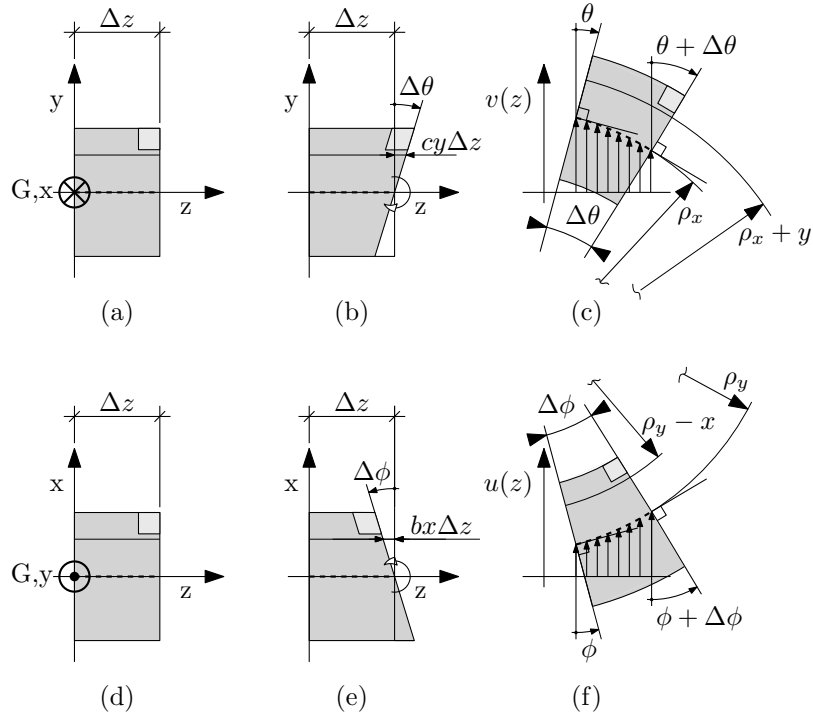 Δz
y
G,x
z
(a)
Δz
y
Δθ
cyΔz
z
(b)
θ
θ + Δθ
v(z)
Δθ
ρx
ρx + y
(c)
Δz
x
G,y
z
(d)
Δz
x
Δϕ
bxΔz
z
(e)
Δϕ
ρy
ρy − x
u(z)
ϕ + Δϕ
ϕ
(f)